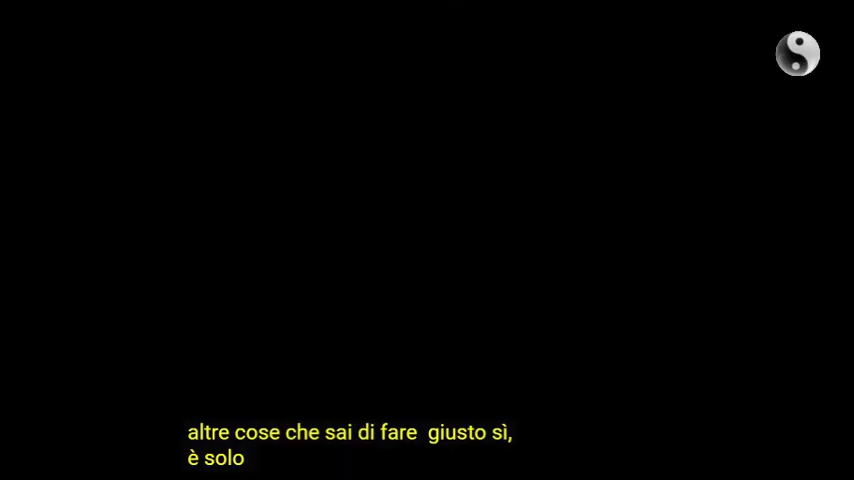 altre cose che sai di fare  giusto sì,
è solo